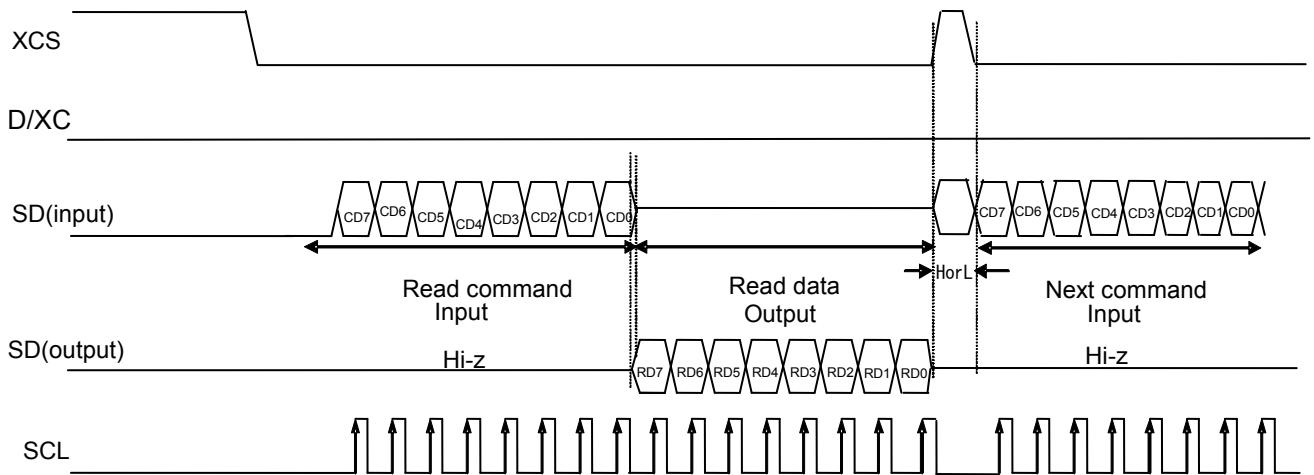 XCS
D/XC
SD(input)
CD7 CD6 CD5 CD4 CD3 CD2 CD1 CD0
CD7 CD6 CD5 CD4 CD3 CD2 CD1 CD0
HorL
Read command
Input
Read data
Output
Next command
Input
SD(output)
Hi-z
RD7 RD6 RD5 RD4 RD3 RD2 RD1 RD0
Hi-z
SCL